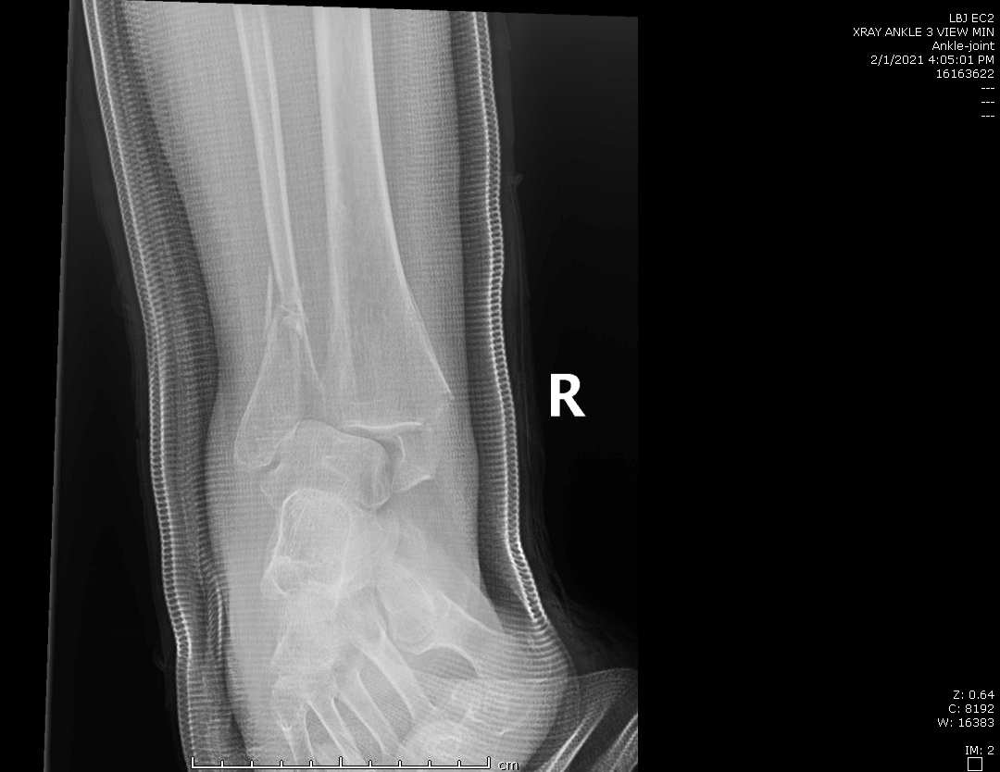 LBJ EC2
XRAY ANKLE 3 VIEW MIN
Ankle-joint
2/1/2021 4:05:01 PM
16163622
---
---
---
R
Z: 0.64
C: 8192
W: 16383
IM: 2
cm